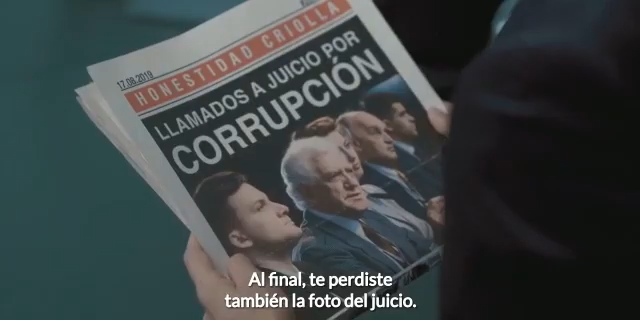 17.08.2019
HONESTIDAD CRIOLLA
LLAMADOS A JUICIO POR
CORRUPCIÓN
Al final, te perdiste
también la foto del juicio.